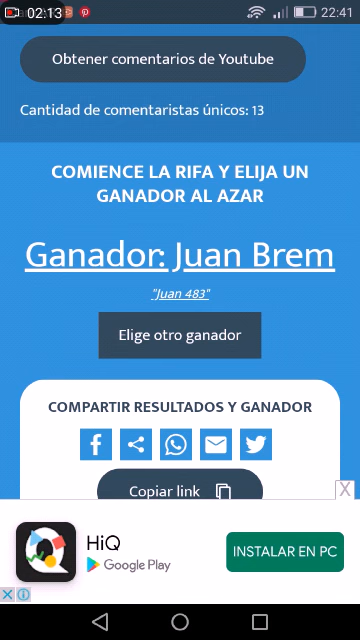 02:13
22:41
Obtener comentarios de Youtube
Cantidad de comentaristas únicos: 13
COMIENCE LA RIFA Y ELIJA UN
GANADOR AL AZAR
Ganador: Juan Brem
"Juan 483"
Elige otro ganador
COMPARTIR RESULTADOS Y GANADOR
Copiar link
X
HiQ
Google Play
INSTALAR EN PC